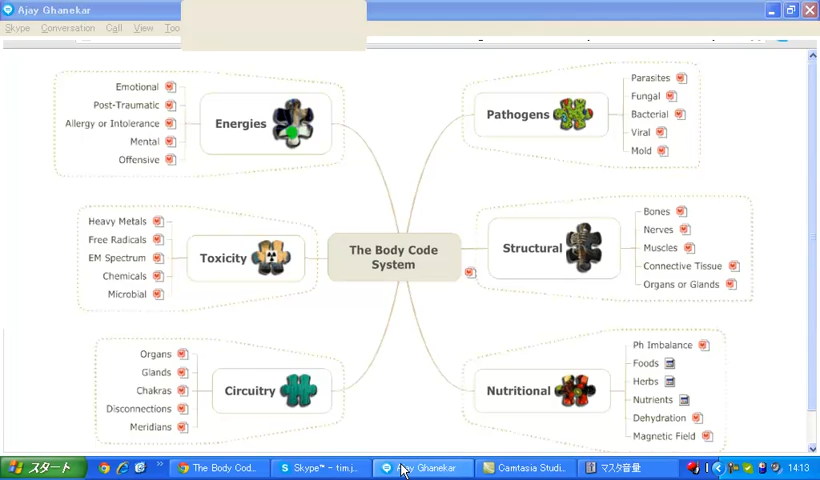 Ajay Ghanekar
Skype Conversation Call View Too
Emotional
Post-Traumatic
Allergy or Intolerance
Mental
Offensive
Energies
Pathogens
Parasites
Fungal
Bacterial
Viral
Mold
Heavy Metals
Free Radicals
EM Spectrum
Chemicals
Microbial
Toxicity
The Body Code
System
Structural
Bones
Nerves
Muscles
Connective Tissue
Organs or Glands
Organs
Glands
Chakras
Disconnections
Meridians
Circuitry
Nutritional
Ph Imbalance
Foods
Herbs
Nutrients
Dehydration
Magnetic Field
スタート
The Body Cod...
Skype™ - tim.j...
Ajay Ghanekar
Camtasia Studi...
マスタ音量
14:13